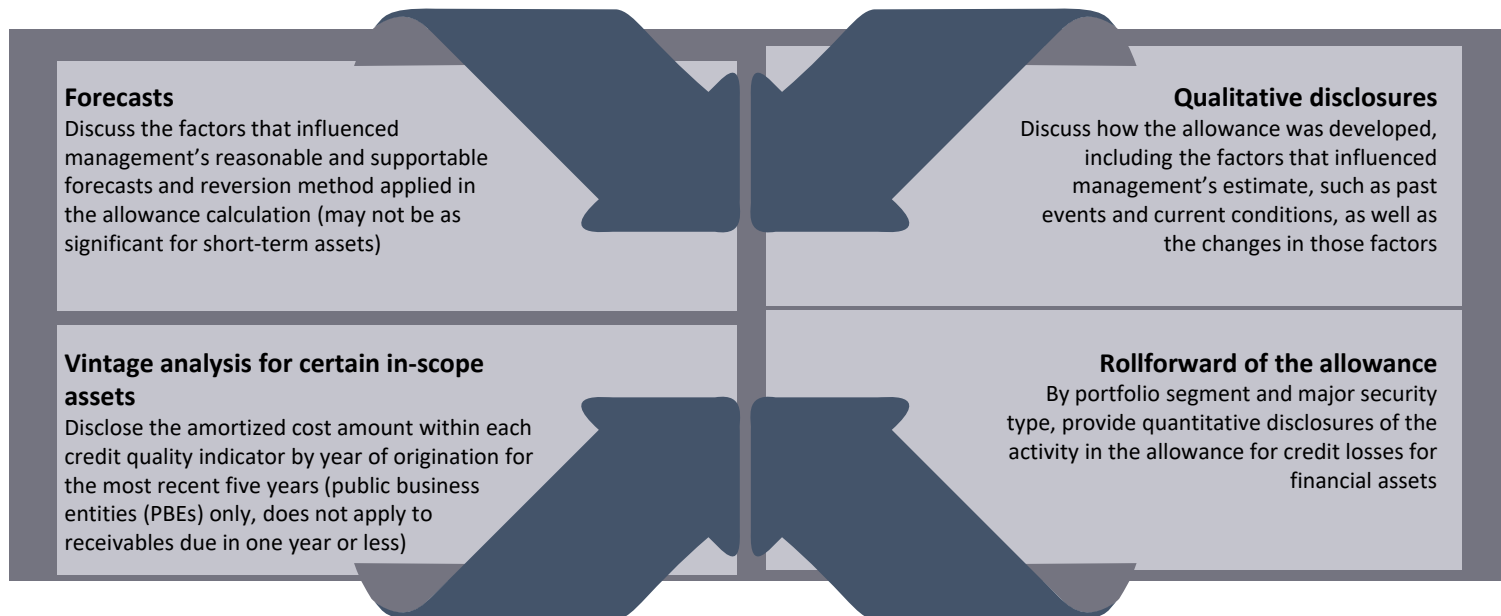 Forecasts
Discuss the factors that influenced
management’s reasonable and supportable
forecasts and reversion method applied in
the allowance calculation (may not be as
significant for short-term assets)
Qualitative disclosures
Discuss how the allowance was developed,
including the factors that influenced
management’s estimate, such as past
events and current conditions, as well as
the changes in those factors
Vintage analysis for certain in-scope
assets
Disclose the amortized cost amount within each
credit quality indicator by year of origination for
the most recent five years (public business
entities (PBEs) only, does not apply to
receivables due in one year or less)
Rollforward of the allowance
By portfolio segment and major security
type, provide quantitative disclosures of the
activity in the allowance for credit losses for
financial assets